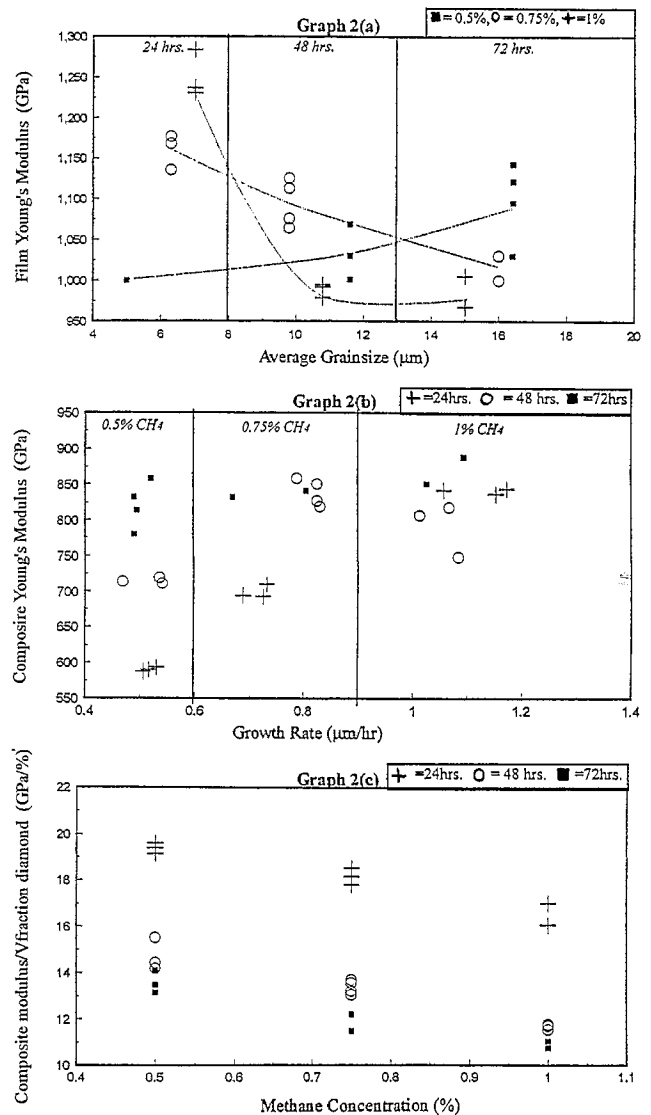 Graph 2(a)
■ = 0.5%, ○ = 0.75%, +=1%
24 hrs.
48 hrs.
72 hrs.
1,300
1,250
1,200
1,150
1,100
1,050
1,000
950
Film Young's Modulus (GPa)
4
6
8
10
12
14
16
18
20
Average Grainsize (μm)
Graph 2(b)
+=24hrs. ○ = 48 hrs. ■ =72hrs
0.5% CH4
0.75% CH4
1% CH4
950
900
850
800
750
700
650
600
550
Composire Young's Modulus (GPa)
0.4
0.6
0.8
1
1.2
1.4
Growth Rate (μm/hr)
Graph 2(c)
+ =24hrs. ○ = 48 hrs. ■ =72hrs.
22
20
18
16
14
12
10
Composite modulus/Vfraction diamond (GPa/%)
0.4
0.5
0.6
0.7
0.8
0.9
1
1.1
Methane Concentration (%)